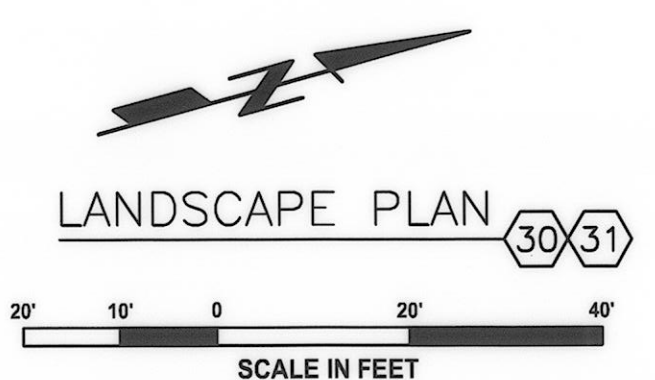 N
LANDSCAPE PLAN 30 31
20' 10' 0 20' 40'
SCALE IN FEET